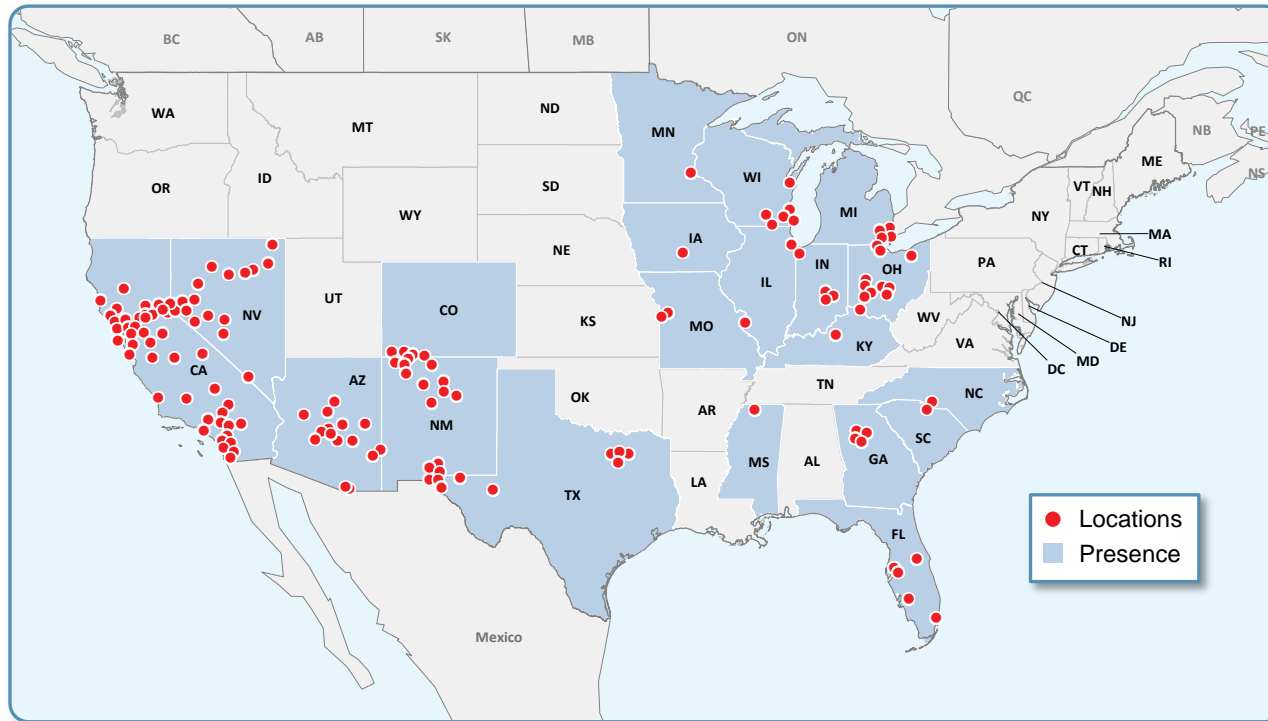 BC
AB
SK
MB
ON
QC
NB
PE
NS
WA
MT
ND
MN
OR
ID
SD
WI
MI
WY
NE
IA
NY
VT
NH
ME
MA
RI
CT
PA
NJ
DE
MD
DC
NV
UT
CO
KS
MO
IL
IN
OH
WV
VA
KY
CA
AZ
NM
OK
AR
TN
NC
SC
TX
LA
MS
AL
GA
FL
Mexico
Locations
Presence